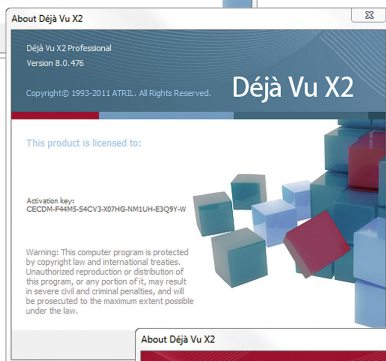 About Déjà Vu X2
Déjà Vu X2 Professional
Version 8.0.476
Copyright© 1993-2011 ATRIL. All Rights Reserved.
Déjà Vu X2
This product is licensed to:
Activation key:
CECDM-F44M5-S4CV3-X07HG-NM1UH-E3Q9Y-W
Warning: This computer program is protected
by copyright law and international treaties.
Unauthorized reproduction or distribution of
this program, or any portion of it, may result
in severe civil and criminal penalties, and will
be prosecuted to the maximum extent possible
under the law.
About Déjà Vu X2